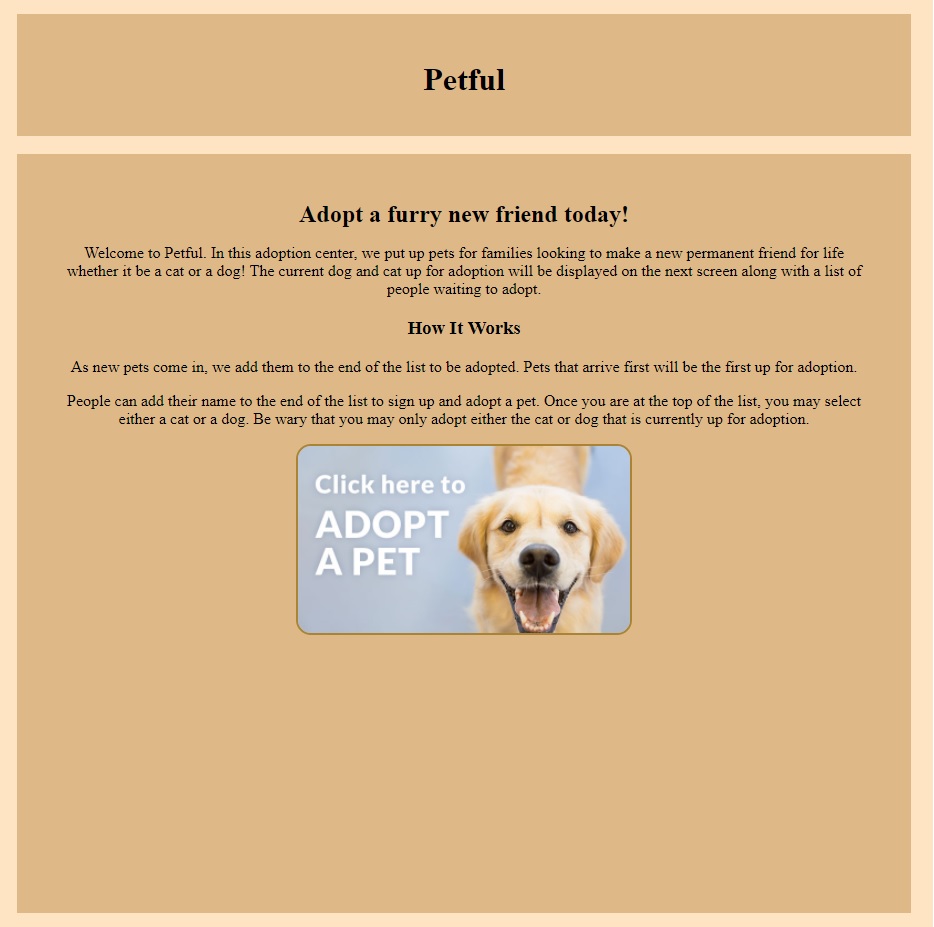 Petful
Adopt a furry new friend today!
Welcome to Petful. In this adoption center, we put up pets for families looking to make a new permanent friend for life
whether it be a cat or a dog! The current dog and cat up for adoption will be displayed on the next screen along with a list of
people waiting to adopt.
How It Works
As new pets come in, we add them to the end of the list to be adopted. Pets that arrive first will be the first up for adoption.
People can add their name to the end of the list to sign up and adopt a pet. Once you are at the top of the list, you may select
either a cat or a dog. Be wary that you may only adopt either the cat or dog that is currently up for adoption.
Click here to
ADOPT
A PET